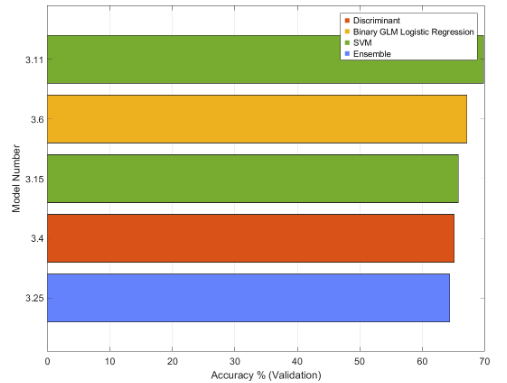 Discriminant
Binary GLM Logistic Regression
SVM
Ensemble
Model Number
3.11
3.6
3.15
3.4
3.25
0 10 20 30 40 50 60 70
Accuracy % (Validation)